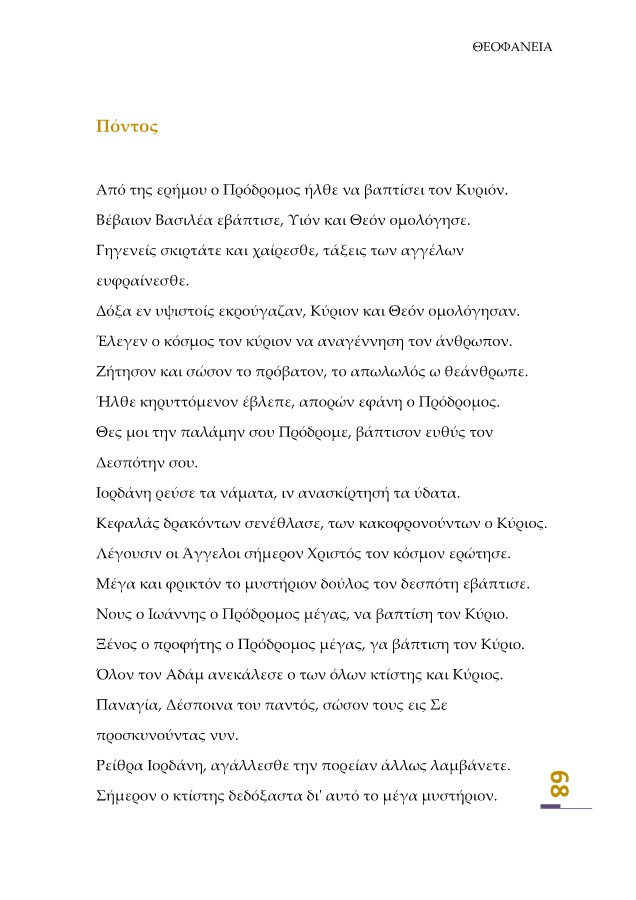 ΘΕΟΦΑΝΕΙΑ
Πόντος
Από της ερήμου ο Πρόδρομος ήλθε να βαπτίσει τον Κυριόν.
Βέβαιον Βασιλέα εβάπτισε, Υιόν και Θεόν ομολόγησε.
Γηγενείς σκιρτάτε και χαίρεσθε, τάξεις των αγγέλων
ευφραίνεσθε.
Δόξα εν υψιστοίς εκρούγαζαν, Κύριον και Θεόν ομολόγησαν.
Έλεγεν ο κόσμος τον κύριον να αναγέννηση τον άνθρωπον.
Ζήτησον και σώσον το πρόβατον, το απωλωλός ω θεάνθρωπε.
Ήλθε κηρυττόμενον έβλεπε, απορών εφάνη ο Πρόδρομος.
Θες μοι την παλάμην σου Πρόδρομε, βάπτισον ευθύς τον
Δεσπότην σου.
Ιορδάνη ρεύσε τα νάματα, ιν ανασκίρτησή τα ύδατα.
Κεφαλάς δρακόντων σενέθλασε, των κακοφρονούντων ο Κύριος.
Λέγουσιν οι Άγγελοι σήμερον Χριστός τον κόσμον ερώτησε.
Μέγα και φρικτόν το μυστήριον δούλος τον δεσπότη εβάπτισε.
Νους ο Ιωάννης ο Πρόδρομος μέγας, να βαπτίση τον Κύριο.
Ξένος ο προφήτης ο Πρόδρομος μέγας, γα βάπτιση τον Κύριο.
Όλον τον Αδάμ ανεκάλεσε ο των όλων κτίστης και Κύριος.
Παναγία, Δέσποινα του παντός, σώσον τους εις Σε
προσκυνούντας νυν.
Ρείθρα Ιορδάνη, αγάλλεσθε την πορείαν άλλως λαμβάνετε.
Σήμερον ο κτίστης δεδόξαστα δι' αυτό το μέγα μυστήριον.
89